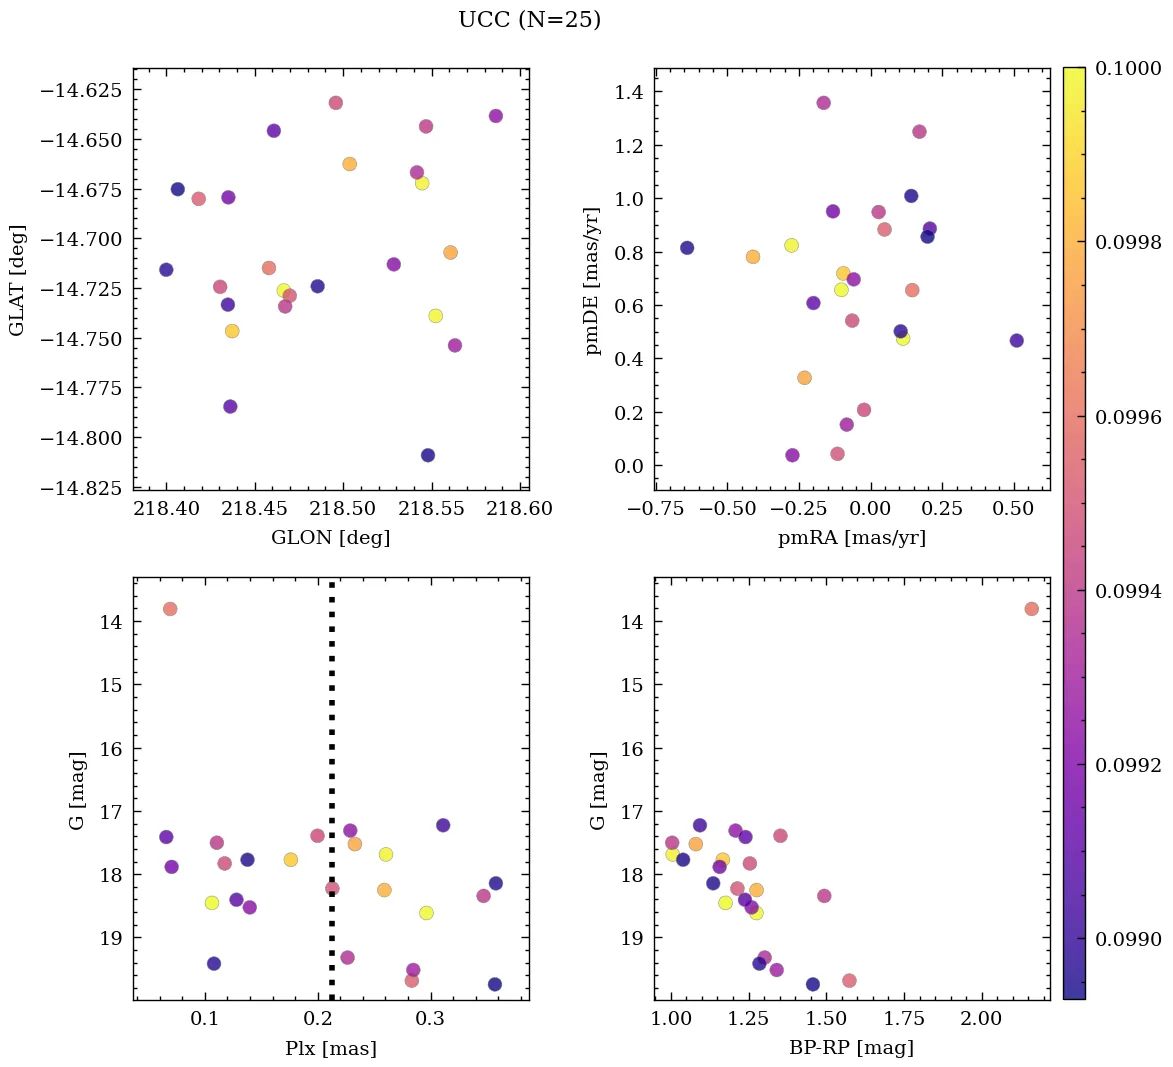 UCC (N=25)
−14.625
−14.650
−14.675
−14.700
−14.725
−14.750
−14.775
−14.800
−14.825
GLAT [deg]
218.40 218.45 218.50 218.55 218.60
GLON [deg]
1.4
1.2
1.0
0.8
0.6
0.4
0.2
0.0
pmDE [mas/yr]
−0.75 −0.50 −0.25 0.00 0.25 0.50
pmRA [mas/yr]
0.1000
0.0998
0.0996
0.0994
0.0992
0.0990
14
15
16
17
18
19
G [mag]
0.1 0.2 0.3
Plx [mas]
14
15
16
17
18
19
G [mag]
1.00 1.25 1.50 1.75 2.00
BP-RP [mag]